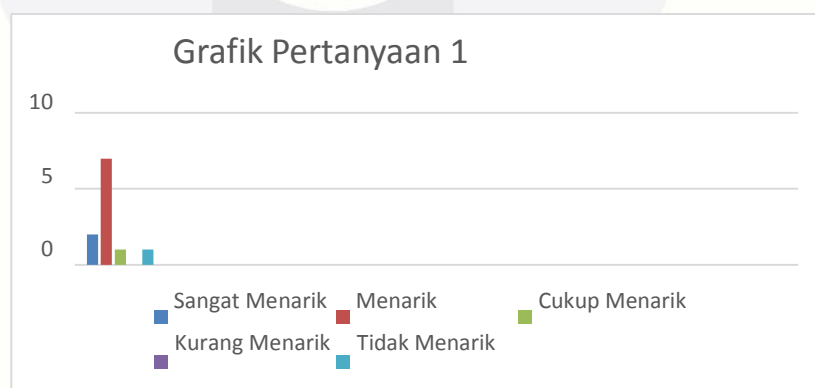 Grafik Pertanyaan 1
10
5
0
Sangat Menarik Menarik Cukup Menarik
Kurang Menarik Tidak Menarik